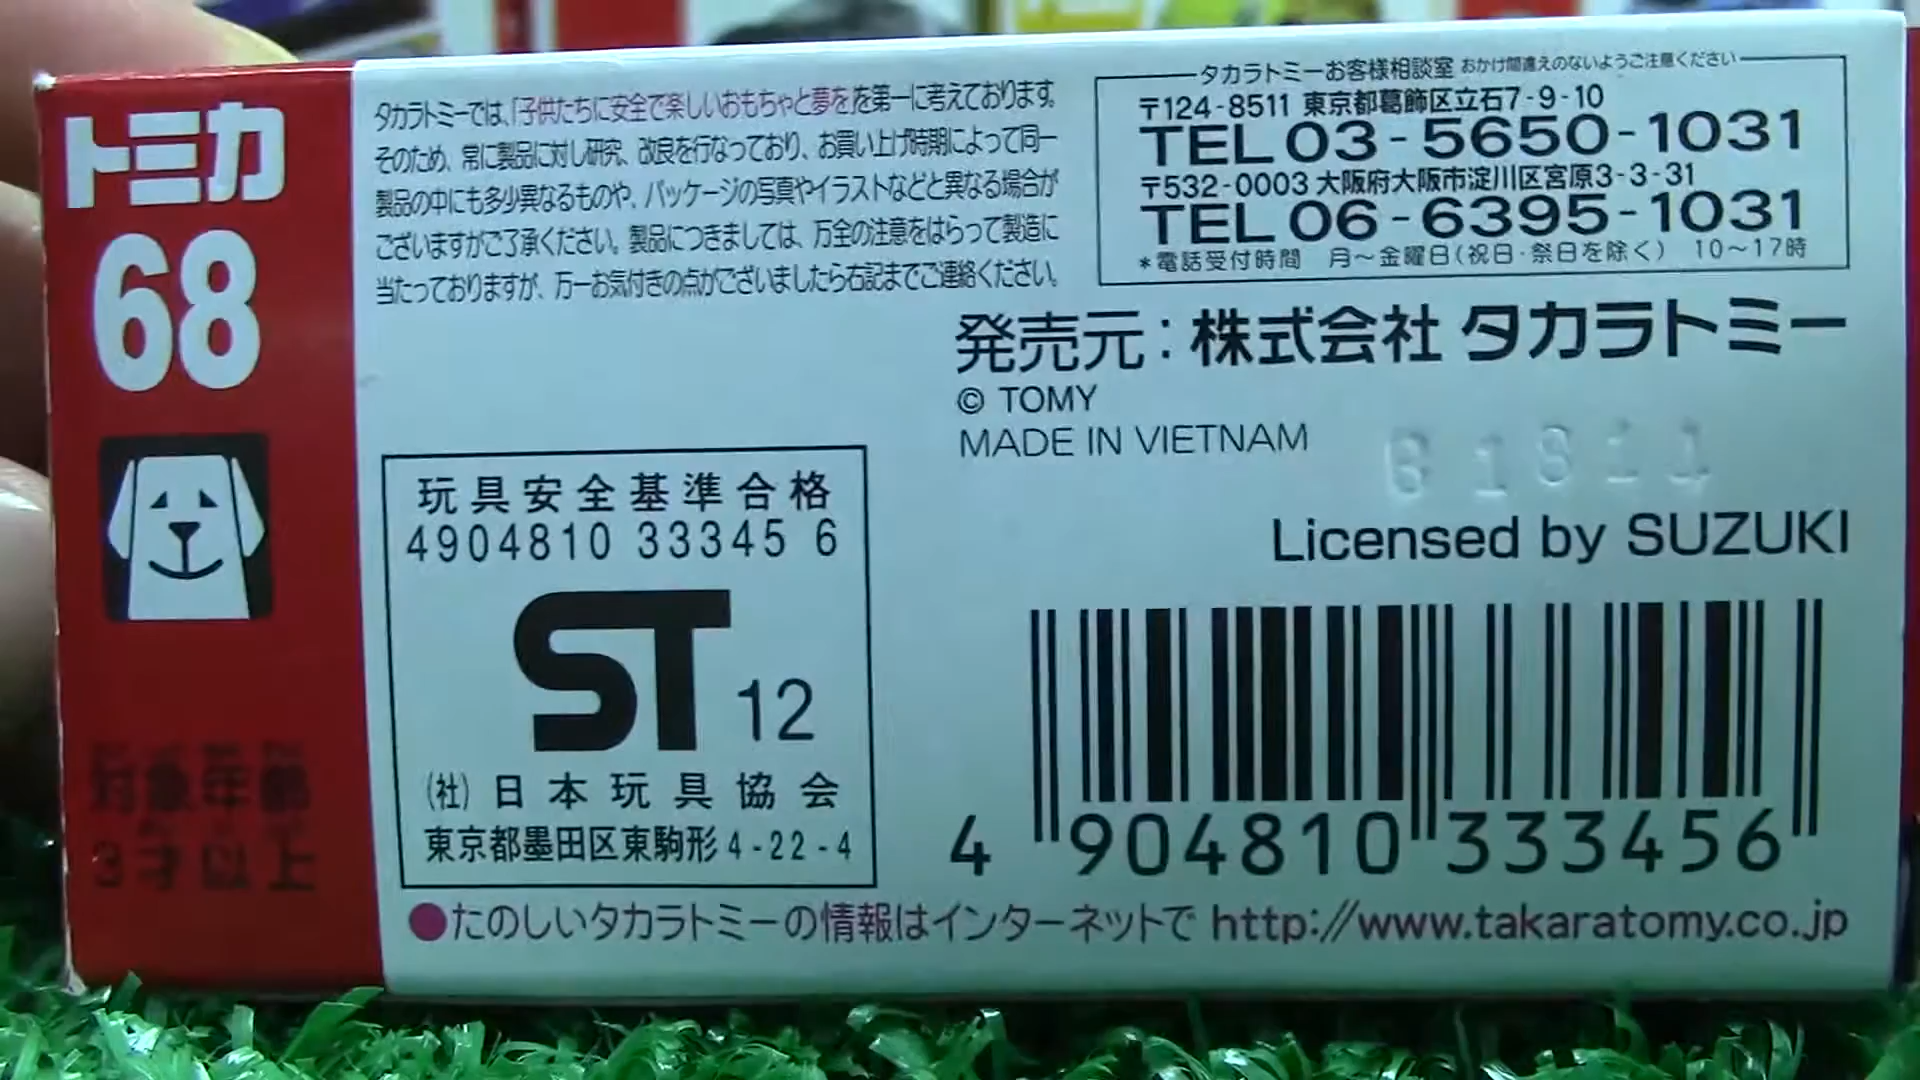 トミカ
68
対象年齢
3才以上
タカラトミーでは、「子供たちに安全で楽しいおもちゃと夢を」を第一に考えております。
そのため、常に製品に対し研究、改良を行なっており、お買い上げ時期によって同一
製品の中にも多少異なるものや、パッケージの写真やイラストなどと異なる場合が
ございますがご了承ください。製品につきましては、万全の注意をはらって製造に
当たっておりますが、万一お気付きの点がございましたら右記までご連絡ください。
タカラトミーお客様相談室 おかけ間違えのないようご注意ください
〒124-8511 東京都葛飾区立石7-9-10
TEL 03-5650-1031
〒532-0003 大阪府大阪市淀川区宮原3-3-31
TEL 06-6395-1031
*電話受付時間 月〜金曜日(祝日・祭日を除く) 10〜17時
発売元:株式会社 タカラトミー
© TOMY
MADE IN VIETNAM
Licensed by SUZUKI
玩具安全基準合格
4904810 33345 6
ST 12
(社)日本玩具協会
東京都墨田区東駒形4-22-4
4 904810 333456
●たのしいタカラトミーの情報はインターネットで http://www.takaratomy.co.jp